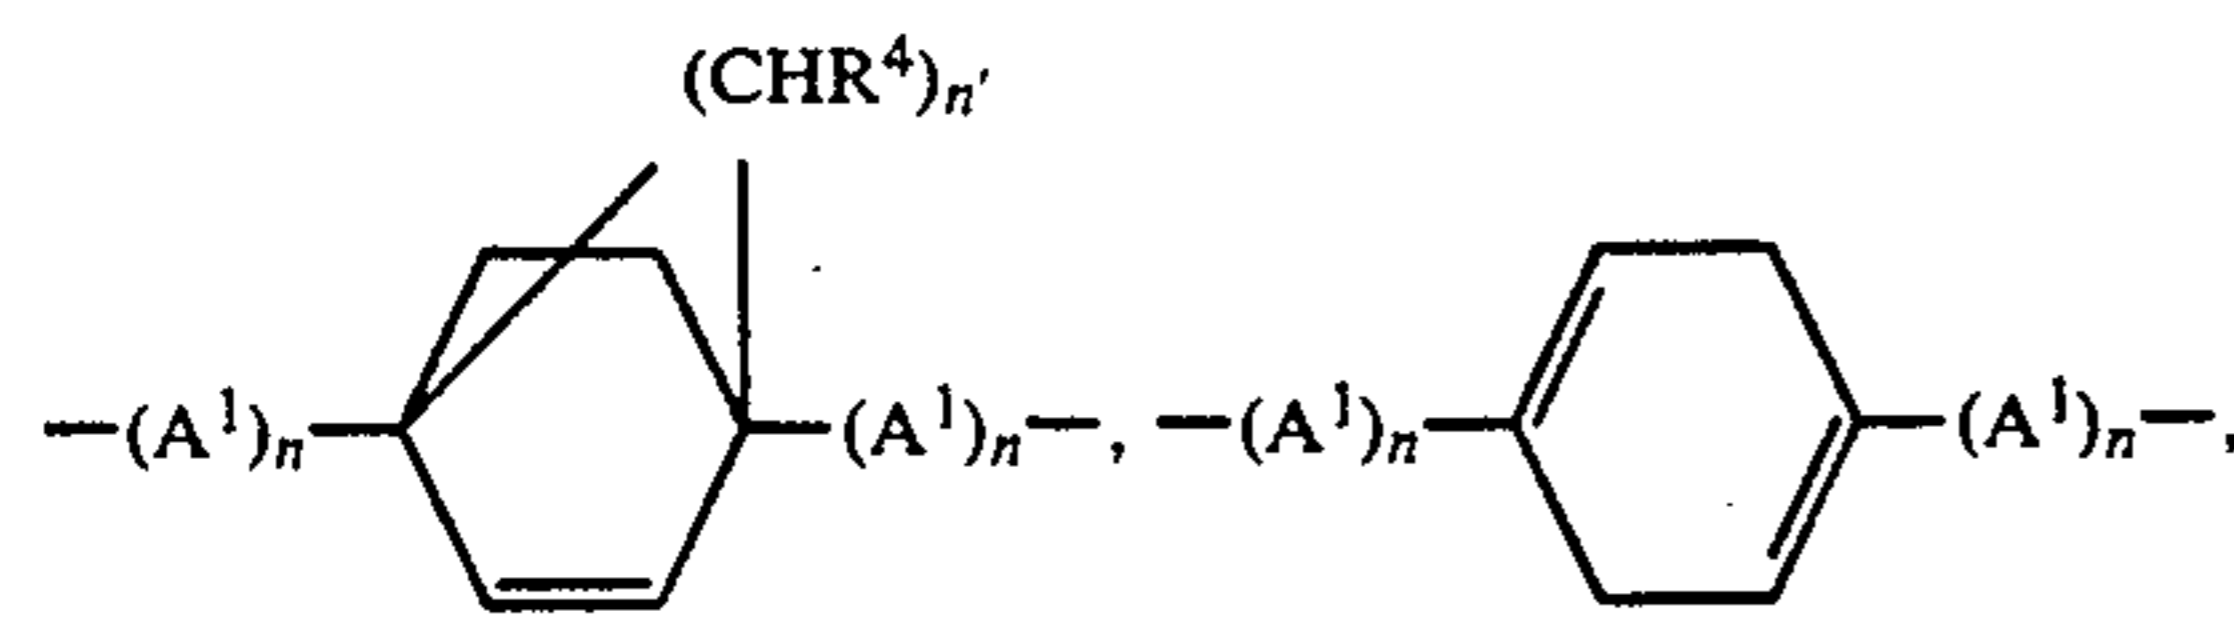 (CHR⁴)ₙ′
—(A¹)ₙ— —(A¹)ₙ—, —(A¹)ₙ— —(A¹)ₙ—,